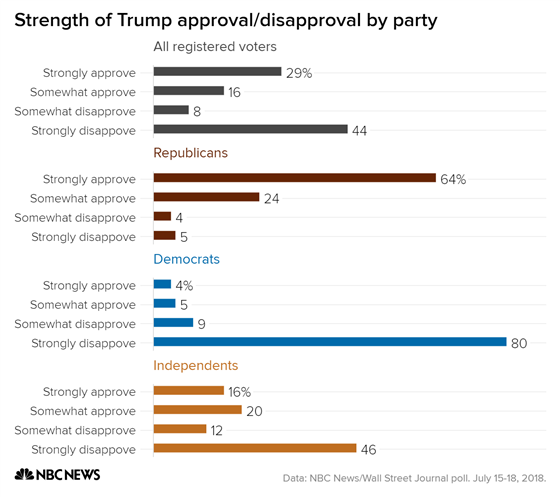 Strength of Trump approval/disapproval by party
All registered voters
Strongly approve 29%
Somewhat approve 16
Somewhat disapprove 8
Strongly disappove 44
Republicans
Strongly approve 64%
Somewhat approve 24
Somewhat disapprove 4
Strongly disappove 5
Democrats
Strongly approve 4%
Somewhat approve 5
Somewhat disapprove 9
Strongly disappove 80
Independents
Strongly approve 16%
Somewhat approve 20
Somewhat disapprove 12
Strongly disappove 46
NBC NEWS Data: NBC News/Wall Street Journal poll. July 15-18, 2018.